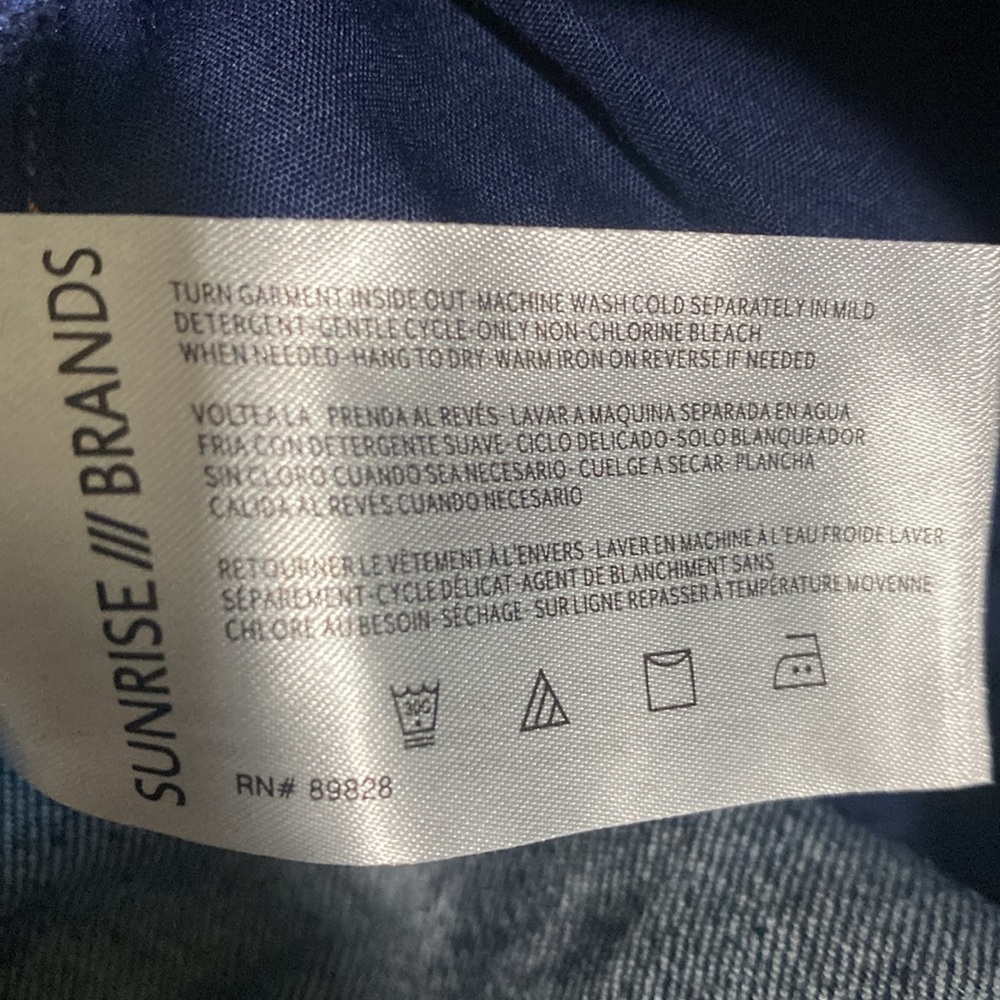 SUNRISE /// BRANDS
TURN GARMENT INSIDE OUT-MACHINE WASH COLD SEPARATELY IN MILD
DETERGENT-GENTLE CYCLE-ONLY NON-CHLORINE BLEACH
WHEN NEEDED-HANG TO DRY-WARM IRON ON REVERSE IF NEEDED
VOLTEA LA PRENDA AL REVÉS-LAVAR A MAQUINA SEPARADA EN AGUA
FRIA CON DETERGENTE SUAVE-CICLO DELICADO-SOLO BLANQUEADOR
SIN CLORO CUANDO SEA NECESARIO-CUELGE A SECAR-PLANCHA
CALIDA AL REVÉS CUANDO NECESARIO
RETOURNER LE VÊTEMENT À L'ENVERS-LAVER EN MACHINE À L'EAU FROIDE LAVER
SÉPAREMENT-CYCLE DÉLICAT-AGENT DE BLANCHIMENT SANS
CHLORE AU BESOIN-SÉCHAGE-SUR LIGNE REPASSER À TEMPÉRATURE MOVENNE
30C
RN# 89828